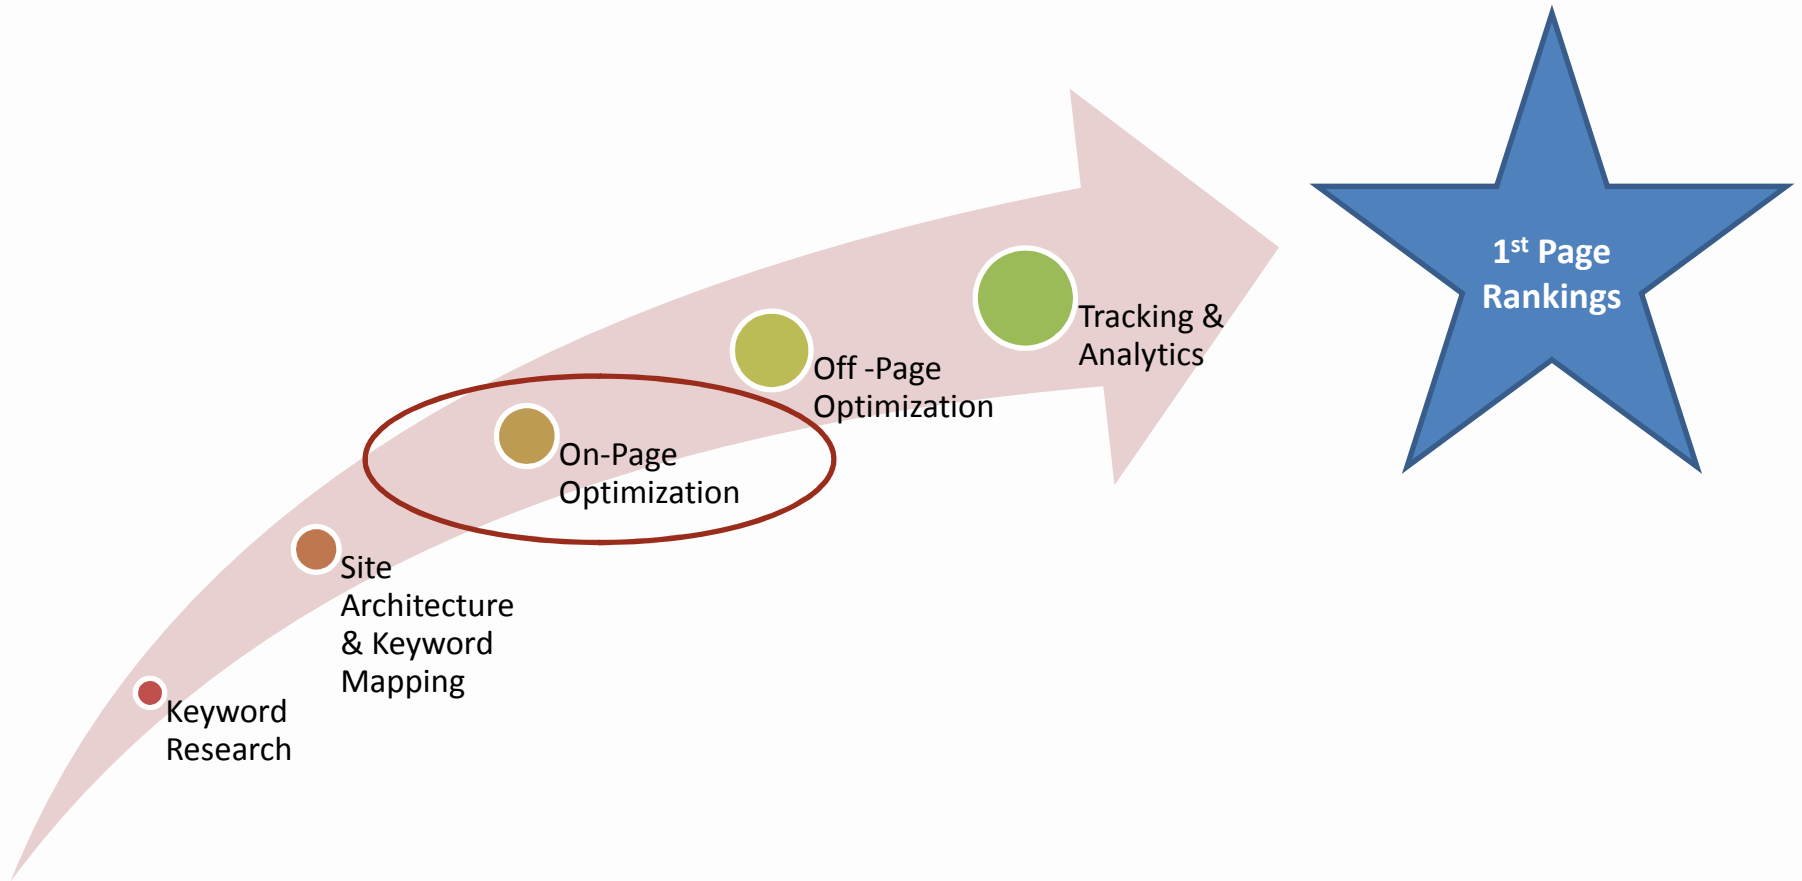 1st Page
Rankings
Tracking &
Analytics
Off -Page
Optimization
On-Page
Optimization
Site
Architecture
& Keyword
Mapping
Keyword
Research